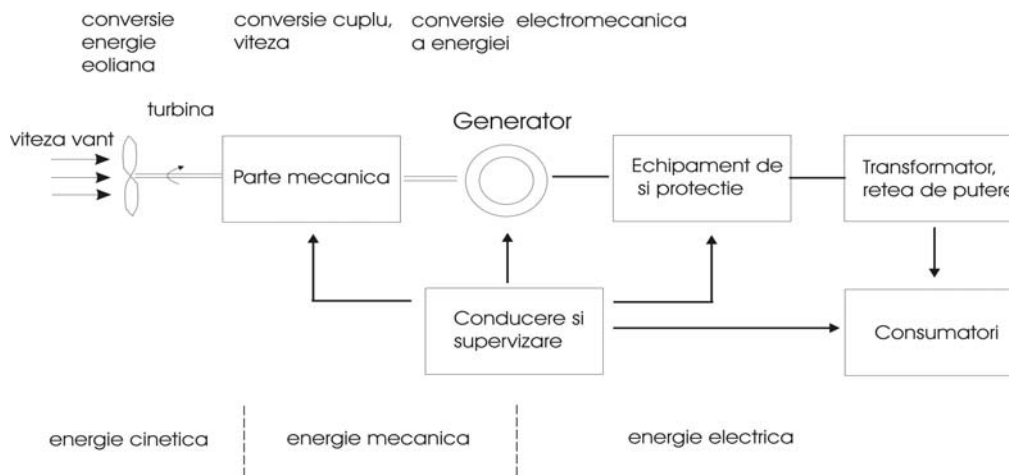 conversie
energie
eoliana
conversie cuplu,
viteza
conversie electromecanica
a energiei
turbina
viteza vant
Generator
Parte mecanica
Echipament de
si protectie
Transformator,
retea de putere
Conducere si
supervizare
Consumatori
energie cinetica
energie mecanica
energie electrica